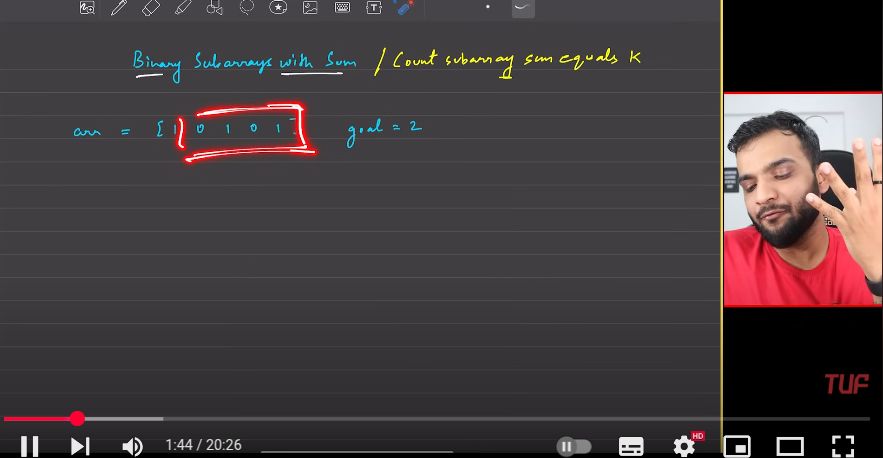 Binary Subarrays with Sum / Count subarray sum equals K
arr = { 1 0 1 0 1 ] goal = 2
TUF
1:44 / 20:26
HD